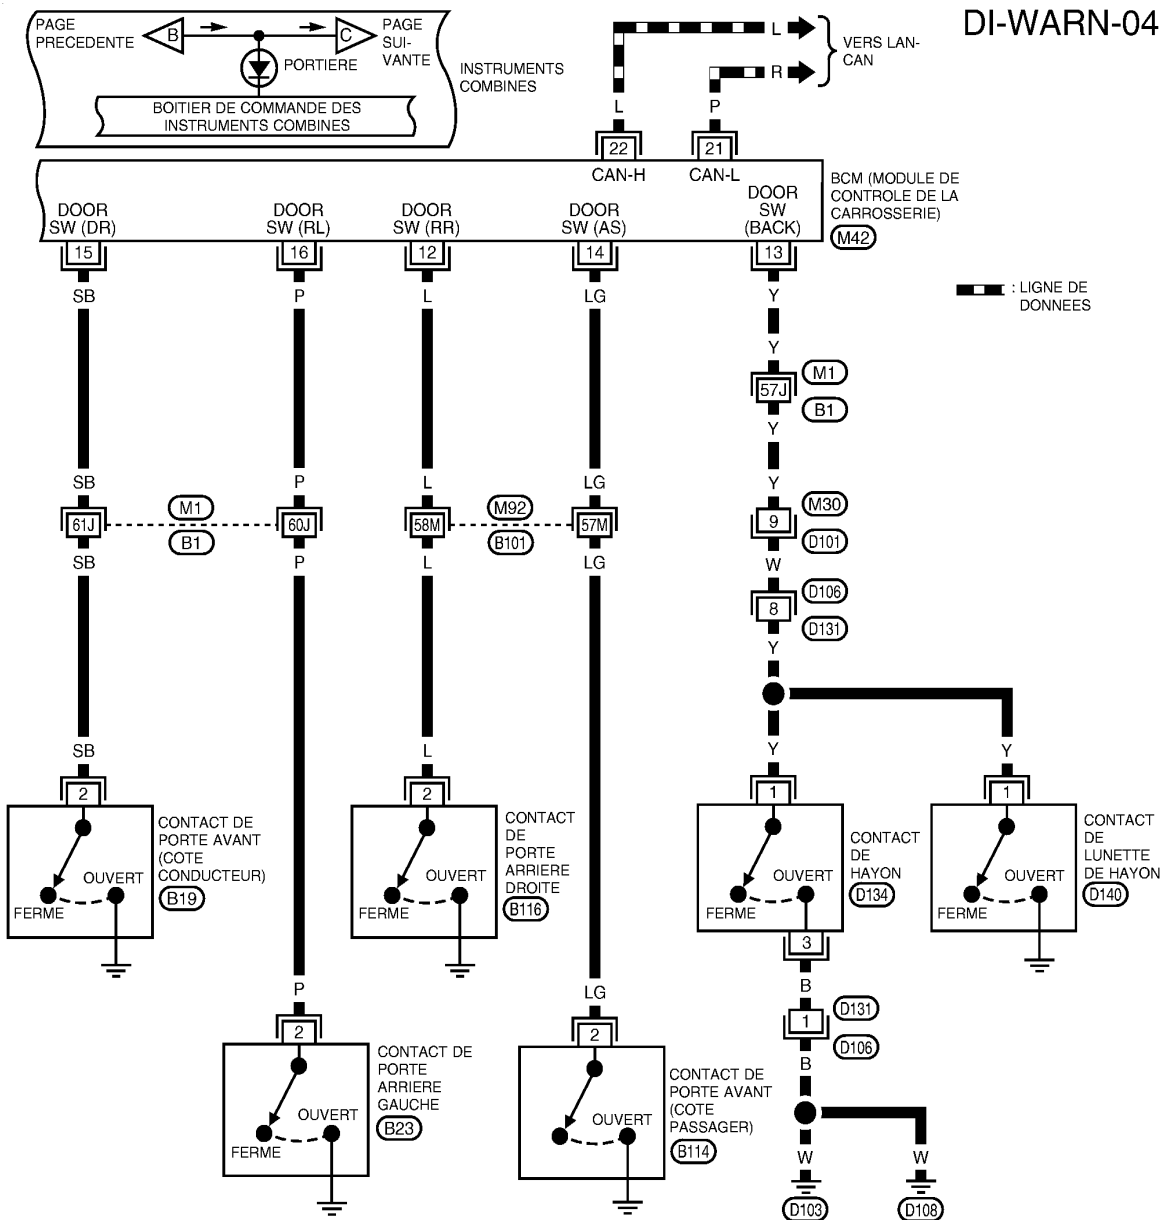 DI-WARN-04
PAGE
PRECEDENTE
B
C
PAGE
SUI-
VANTE
PORTIERE
BOITIER DE COMMANDE DES
INSTRUMENTS COMBINES
INSTRUMENTS
COMBINES
L
R
VERS LAN-
CAN
L
P
22
21
CAN-H
CAN-L
BCM (MODULE DE
CONTROLE DE LA
CARROSSERIE)
M42
DOOR
SW (DR)
DOOR
SW (RL)
DOOR
SW (RR)
DOOR
SW (AS)
DOOR
SW
(BACK)
15
16
12
14
13
SB
P
L
LG
Y
: LIGNE DE
DONNEES
Y
57J
M1
B1
Y
SB
P
L
LG
Y
61J
M1
B1
60J
58M
M92
B101
57M
9
M30
D101
SB
P
L
LG
W
8
D106
D131
Y
SB
L
Y
Y
2
2
1
1
CONTACT DE
PORTE AVANT
(COTE
CONDUCTEUR)
B19
OUVERT
FERME
CONTACT
DE
PORTE
ARRIERE
DROITE
B116
OUVERT
FERME
CONTACT
DE
HAYON
D134
OUVERT
FERME
CONTACT
DE
LUNETTE
DE HAYON
D140
OUVERT
FERME
3
P
LG
B
2
2
1
D131
D106
CONTACT DE
PORTE
ARRIERE
GAUCHE
B23
OUVERT
FERME
CONTACT DE
PORTE AVANT
(COTE
PASSAGER)
B114
OUVERT
FERME
B
W
W
D103
D108